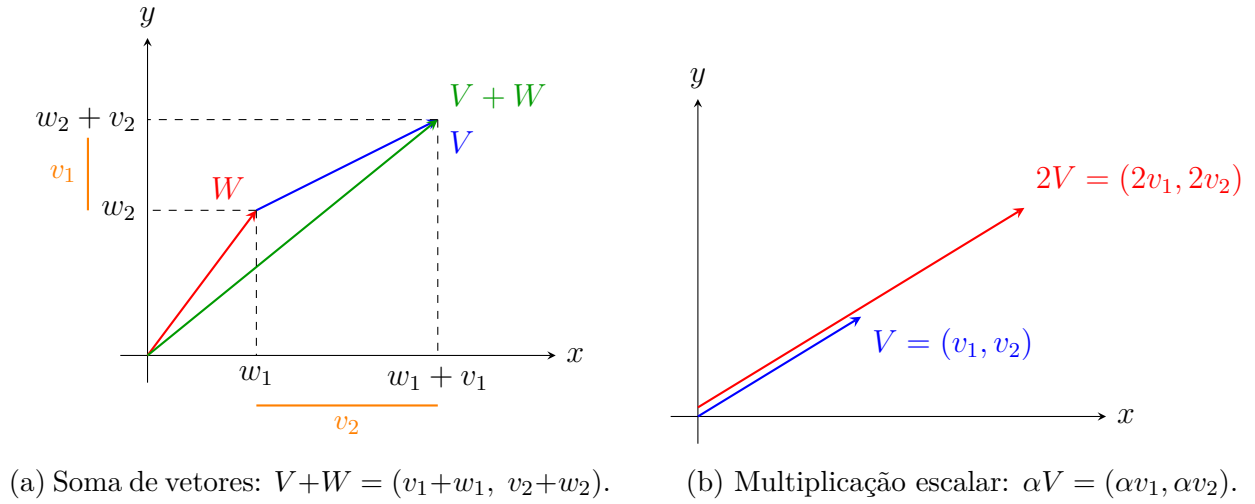 y
w₂ + v₂
V + W
V
v₁
W
w₂
x
w₁
w₁ + v₁
v₂
(a) Soma de vetores: V+W = (v₁+w₁, v₂+w₂).
y
2V = (2v₁, 2v₂)
V = (v₁, v₂)
x
(b) Multiplicação escalar: αV = (αv₁, αv₂).